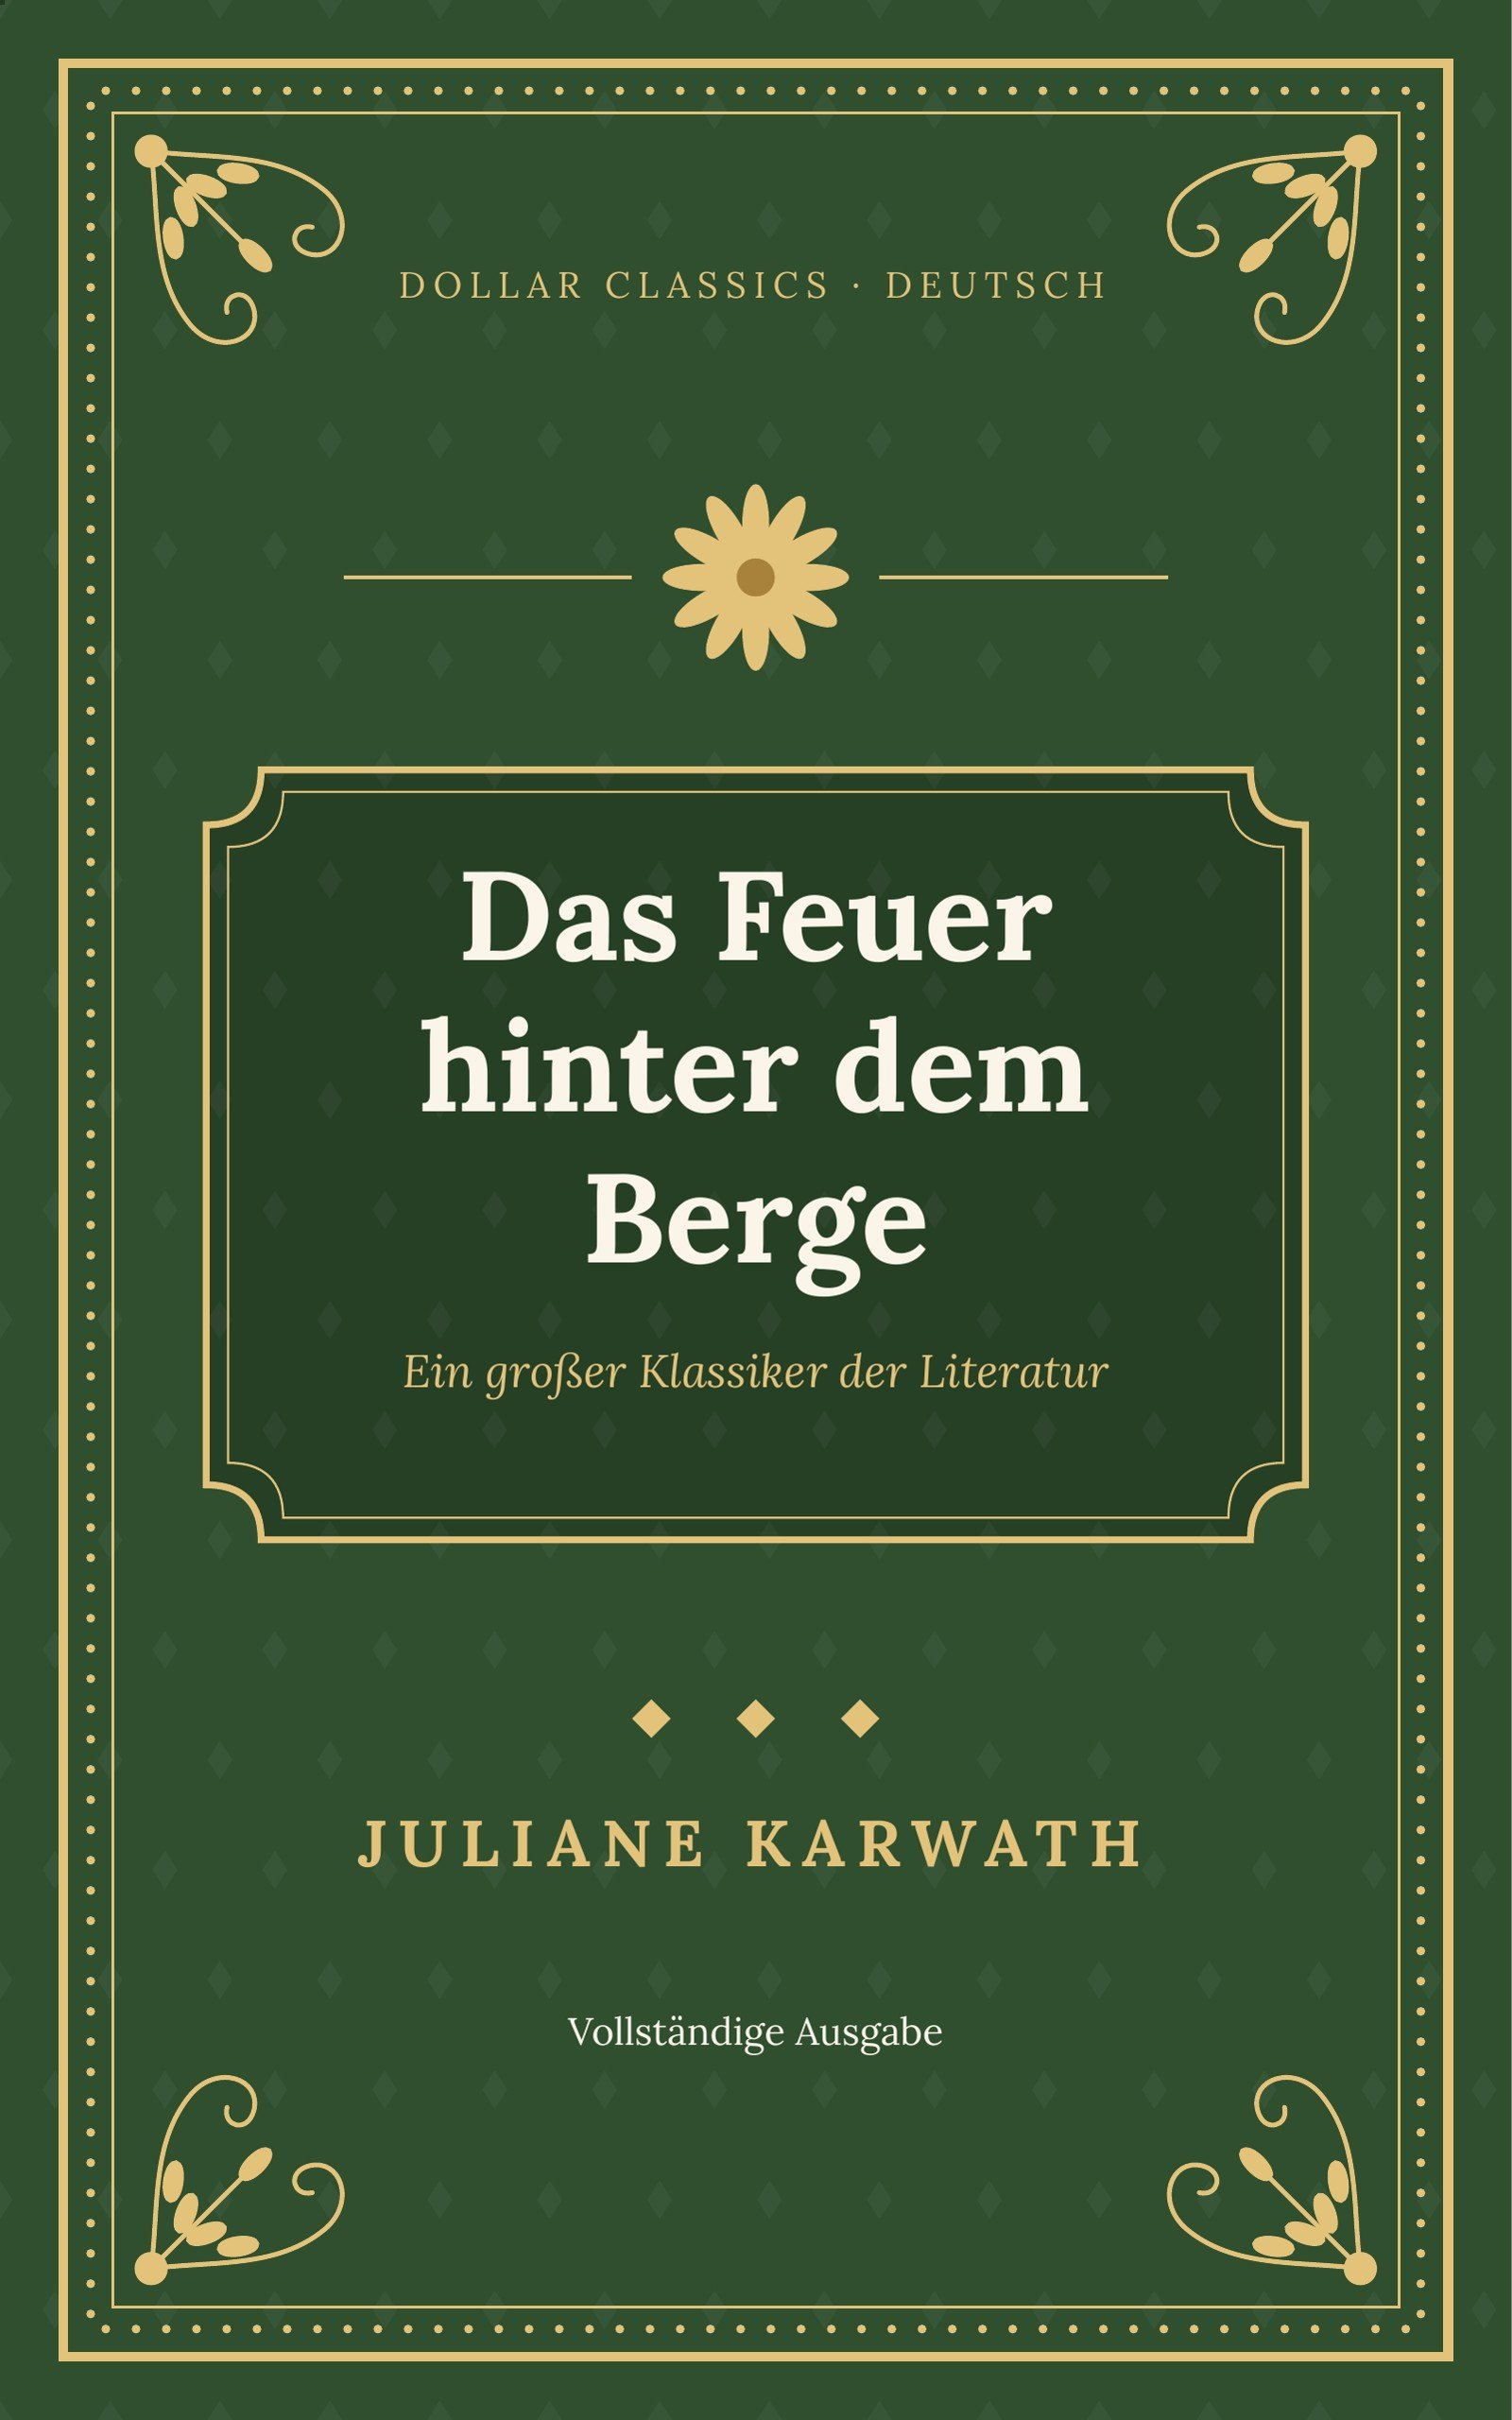 DOLLAR CLASSICS · DEUTSCH
Das Feuer
hinter dem
Berge
Ein großer Klassiker der Literatur
JULIANE KARWATH
Vollständige Ausgabe